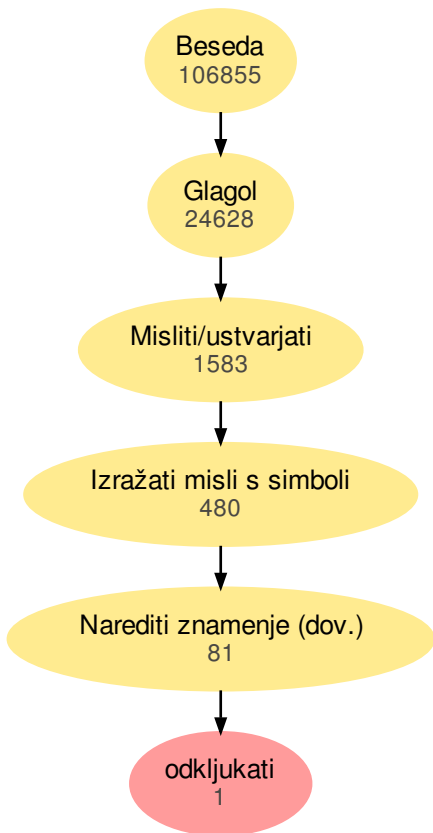 Beseda
106855
Glagol
24628
Misliti/ustvarjati
1583
Izražati misli s simboli
480
Narediti znamenje (dov.)
81
odkljukati
1